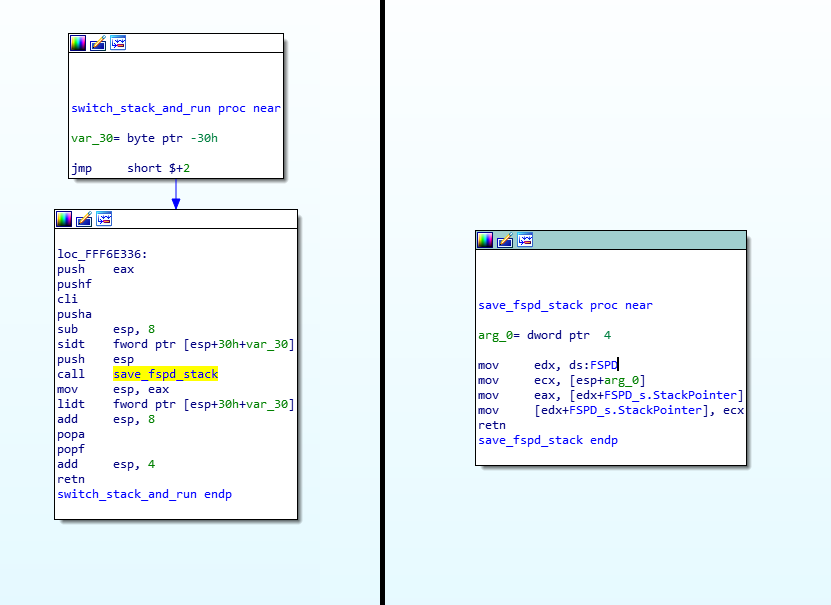 switch_stack_and_run proc near
var_30= byte ptr -30h
jmp     short $+2
loc_FFF6E336:
push    eax
pushf
cli
pusha
sub     esp, 8
sidt    fword ptr [esp+30h+var_30]
push    esp
call    save_fspd_stack
mov     esp, eax
lidt    fword ptr [esp+30h+var_30]
add     esp, 8
popa
popf
add     esp, 4
retn
switch_stack_and_run endp
save_fspd_stack proc near
arg_0= dword ptr  4
mov     edx, ds:FSPD
mov     ecx, [esp+arg_0]
mov     eax, [edx+FSPD_s.StackPointer]
mov     [edx+FSPD_s.StackPointer], ecx
retn
save_fspd_stack endp